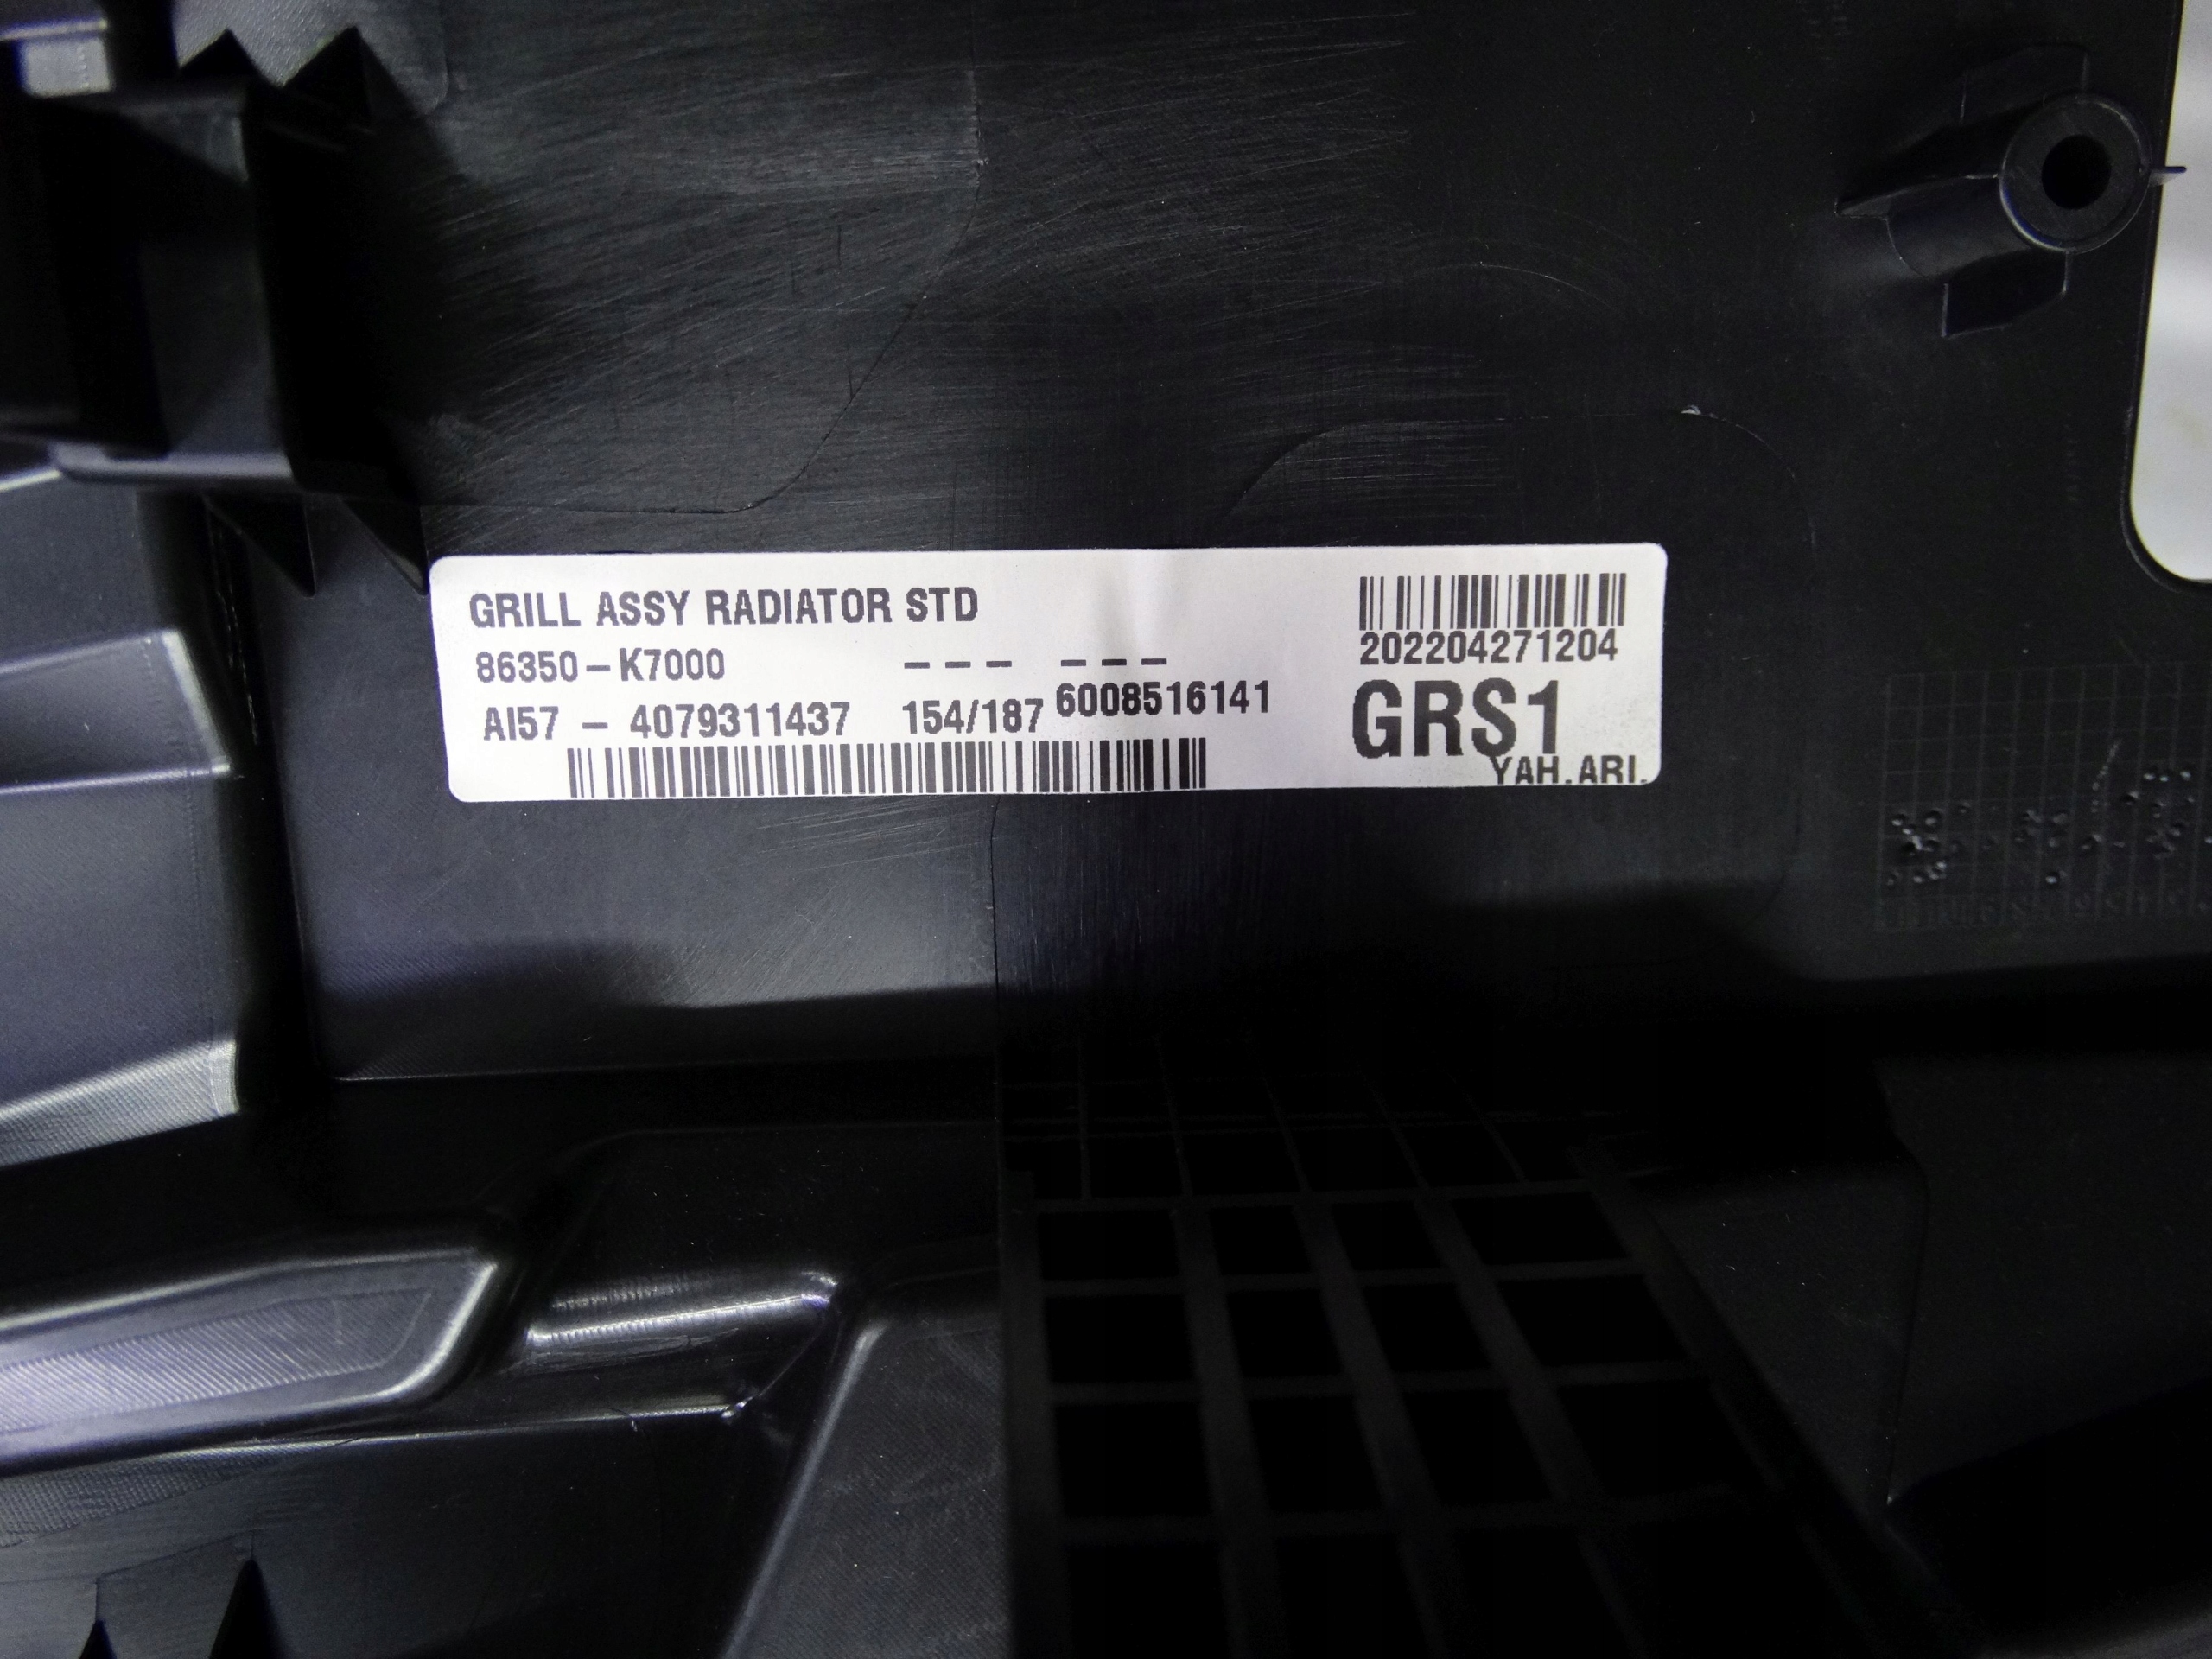 GRILL ASSY RADIATOR STD
86350-K7000 --- ---
AI57 - 4079311437 154/187 6008516141
202204271204
GRS1
YAH.ARI.